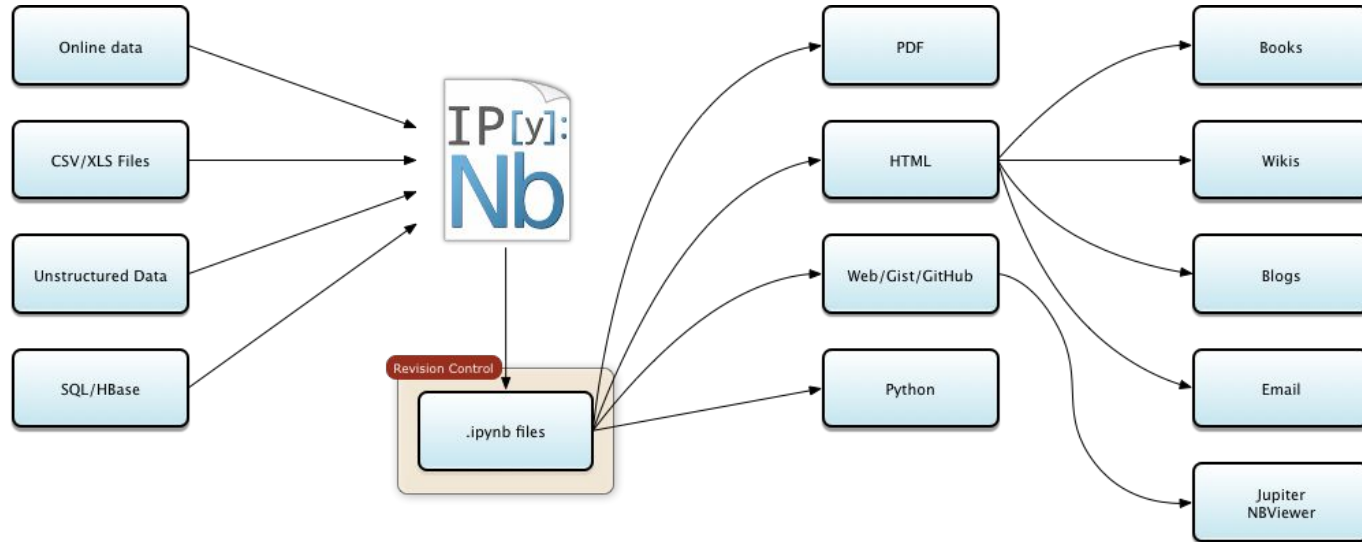 Online data
CSV/XLS Files
Unstructured Data
SQL/HBase
IP[y]:
Nb
Revision Control
.ipynb files
PDF
HTML
Web/Gist/GitHub
Python
Books
Wikis
Blogs
Email
Jupiter
NBViewer